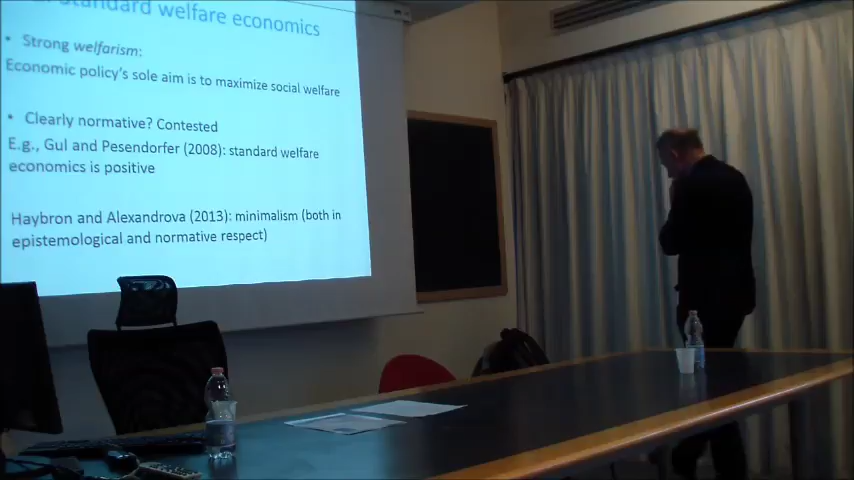 standard welfare economics
• Strong welfarism:
Economic policy's sole aim is to maximize social welfare
• Clearly normative? Contested
E.g., Gul and Pesendorfer (2008): standard welfare
economics is positive
Haybron and Alexandrova (2013): minimalism (both in
epistemological and normative respect)